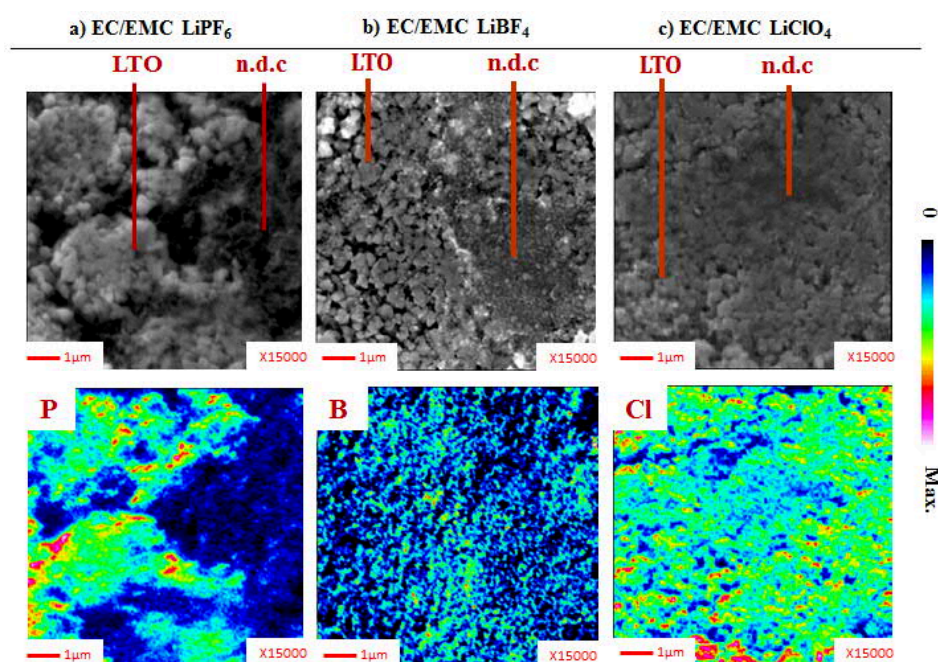 a) EC/EMC LiPF₆ b) EC/EMC LiBF₄ c) EC/EMC LiClO₄
LTO n.d.c LTO n.d.c LTO n.d.c
0
1µm X15000 1µm X15000 1µm X15000
P B Cl
Max.
1µm X15000 1µm X15000 1µm X15000